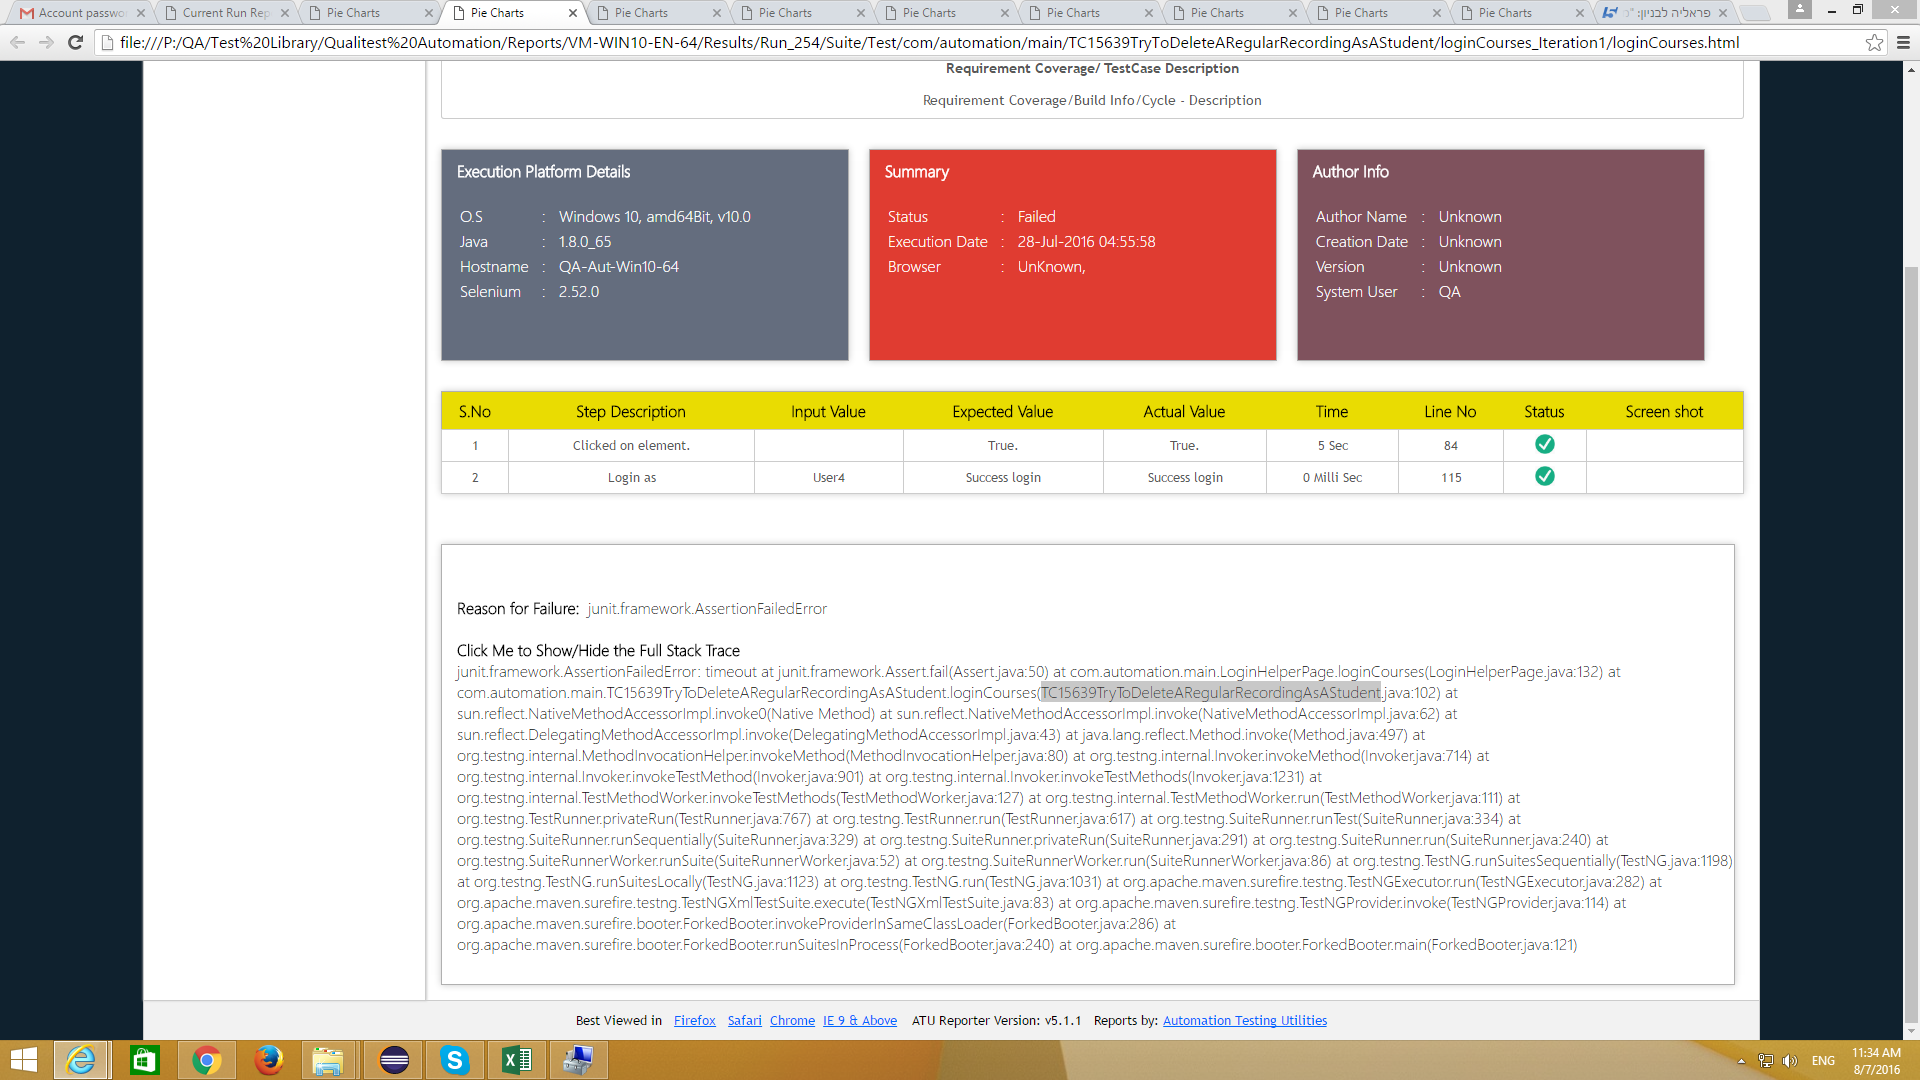 Account passwo
Current Run Rep
Pie Charts
Pie Charts
Pie Charts
Pie Charts
Pie Charts
Pie Charts
Pie Charts
Pie Charts
Pie Charts
פראליה לבניון: "כ
file:///P:/QA/Test%20Library/Qualitest%20Automation/Reports/VM-WIN10-EN-64/Results/Run_254/Suite/Test/com/automation/main/TC15639TryToDeleteARegularRecordingAsAStudent/loginCourses_Iteration1/loginCourses.html
Requirement Coverage/ TestCase Description
Requirement Coverage/Build Info/Cycle - Description
Execution Platform Details
O.S : Windows 10, amd64Bit, v10.0
Java : 1.8.0_65
Hostname : QA-Aut-Win10-64
Selenium : 2.52.0
Summary
Status : Failed
Execution Date : 28-Jul-2016 04:55:58
Browser : UnKnown,
Author Info
Author Name : Unknown
Creation Date : Unknown
Version : Unknown
System User : QA
S.No Step Description Input Value Expected Value Actual Value Time Line No Status Screen shot
1 Clicked on element. True. True. 5 Sec 84
2 Login as User4 Success login Success login 0 Milli Sec 115
Reason for Failure: junit.framework.AssertionFailedError
Click Me to Show/Hide the Full Stack Trace
junit.framework.AssertionFailedError: timeout at junit.framework.Assert.fail(Assert.java:50) at com.automation.main.LoginHelperPage.loginCourses(LoginHelperPage.java:132) at
com.automation.main.TC15639TryToDeleteARegularRecordingAsAStudent.loginCourses(TC15639TryToDeleteARegularRecordingAsAStudent.java:102) at
sun.reflect.NativeMethodAccessorImpl.invoke0(Native Method) at sun.reflect.NativeMethodAccessorImpl.invoke(NativeMethodAccessorImpl.java:62) at
sun.reflect.DelegatingMethodAccessorImpl.invoke(DelegatingMethodAccessorImpl.java:43) at java.lang.reflect.Method.invoke(Method.java:497) at
org.testng.internal.MethodInvocationHelper.invokeMethod(MethodInvocationHelper.java:80) at org.testng.internal.Invoker.invokeMethod(Invoker.java:714) at
org.testng.internal.Invoker.invokeTestMethod(Invoker.java:901) at org.testng.internal.Invoker.invokeTestMethods(Invoker.java:1231) at
org.testng.internal.TestMethodWorker.invokeTestMethods(TestMethodWorker.java:127) at org.testng.internal.TestMethodWorker.run(TestMethodWorker.java:111) at
org.testng.TestRunner.privateRun(TestRunner.java:767) at org.testng.TestRunner.run(TestRunner.java:617) at org.testng.SuiteRunner.runTest(SuiteRunner.java:334) at
org.testng.SuiteRunner.runSequentially(SuiteRunner.java:329) at org.testng.SuiteRunner.privateRun(SuiteRunner.java:291) at org.testng.SuiteRunner.run(SuiteRunner.java:240) at
org.testng.SuiteRunnerWorker.runSuite(SuiteRunnerWorker.java:52) at org.testng.SuiteRunnerWorker.run(SuiteRunnerWorker.java:86) at org.testng.TestNG.runSuitesSequentially(TestNG.java:1198)
at org.testng.TestNG.runSuitesLocally(TestNG.java:1123) at org.testng.TestNG.run(TestNG.java:1031) at org.apache.maven.surefire.testng.TestNGExecutor.run(TestNGExecutor.java:282) at
org.apache.maven.surefire.testng.TestNGXmlTestSuite.execute(TestNGXmlTestSuite.java:83) at org.apache.maven.surefire.testng.TestNGProvider.invoke(TestNGProvider.java:114) at
org.apache.maven.surefire.booter.ForkedBooter.invokeProviderInSameClassLoader(ForkedBooter.java:286) at
org.apache.maven.surefire.booter.ForkedBooter.runSuitesInProcess(ForkedBooter.java:240) at org.apache.maven.surefire.booter.ForkedBooter.main(ForkedBooter.java:121)
Best Viewed in Firefox Safari Chrome IE 9 & Above ATU Reporter Version: v5.1.1 Reports by: Automation Testing Utilities
ENG
11:34 AM
8/7/2016